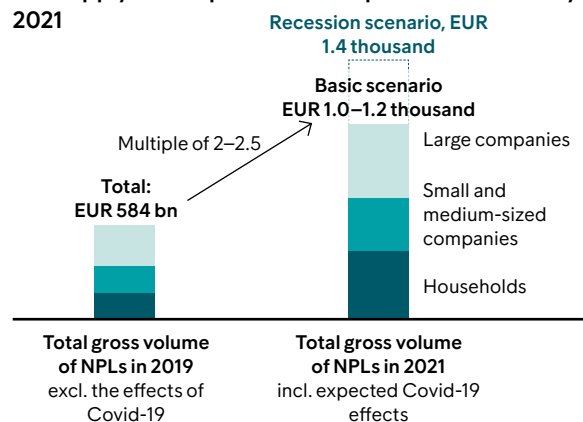 2021
Recession scenario, EUR
1.4 thousand
Basic scenario
EUR 1.0–1.2 thousand
Multiple of 2–2.5
Large companies
Total:
EUR 584 bn
Small and
medium-sized
companies
Households
Total gross volume
of NPLs in 2019
excl. the effects of
Covid-19
Total gross volume
of NPLs in 2021
incl. expected Covid-19
effects